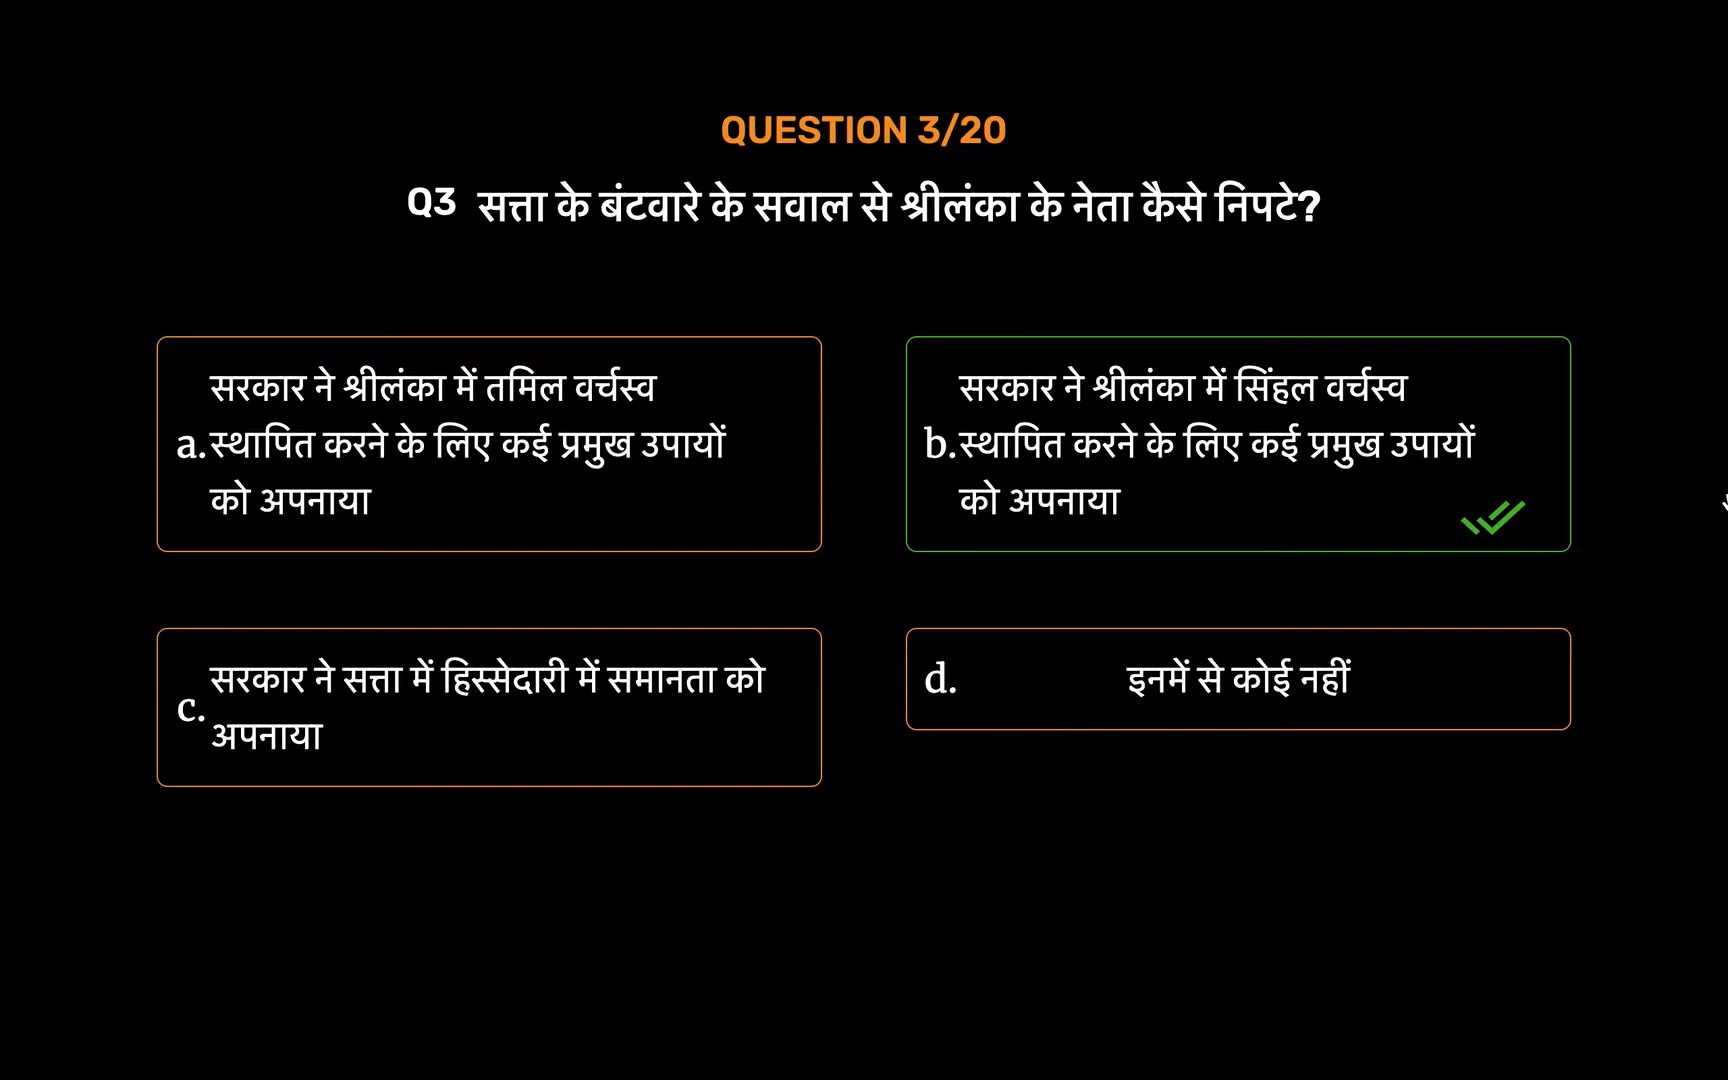 QUESTION 3/20
Q3 सत्ता के बंटवारे के सवाल से श्रीलंका के नेता कैसे निपटे?
सरकार ने श्रीलंका में तमिल वर्चस्व
a. स्थापित करने के लिए कई प्रमुख उपायों
को अपनाया
सरकार ने श्रीलंका में सिंहल वर्चस्व
b. स्थापित करने के लिए कई प्रमुख उपायों
को अपनाया
c. सरकार ने सत्ता में हिस्सेदारी में समानता को
अपनाया
d. इनमें से कोई नहीं